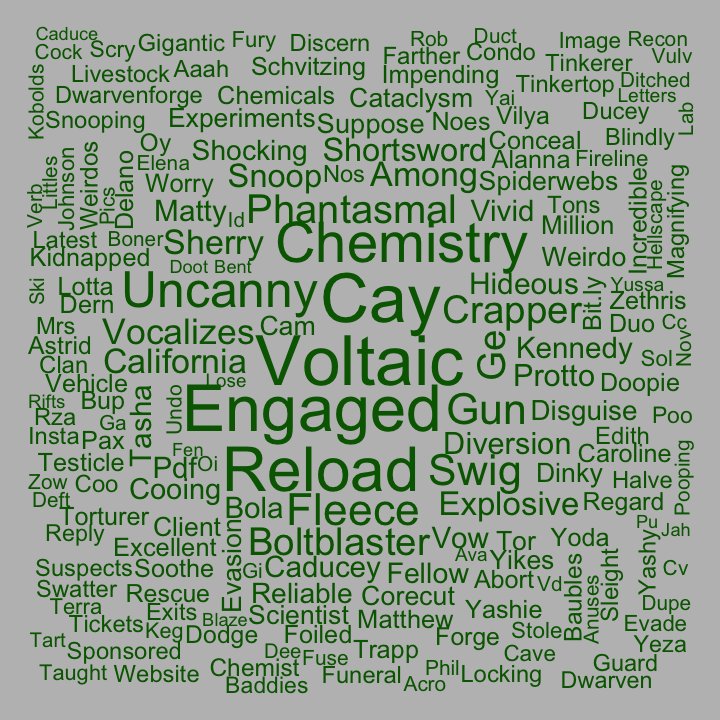 Caduce Rob Duct
Cock Scry Gigantic Fury Discern Farther Condo Image Recon
Kobolds Livestock Aaah Schvitzing Impending Tinkerer Vulv
Dwarvenforge Chemicals Cataclysm Yai Tinkertop Ditched Letters
Snooping Experiments Suppose Noes Vilya Ducey Lab
Oy Shocking Shortsword Conceal Blindly
Verb Littles Johnson Weirdos Pics Delano Elena Worry Snoop Nos Among Alanna Fireline
Spiderwebs Incredible Hellscape Magnifying
Matty Id Phantasmal Vivid Tons Million
Latest Boner Sherry Chemistry Weirdo
Kidnapped Doot Bent
Ski Lotta Uncanny Cay Hideous Bit.ly Yussa
Dern Crapper Zethris
Mrs Vocalizes Cam Ge Duo Cc
Astrid California Voltaic Kennedy Sol Nov
Clan Protto Doopie
Vehicle Tasha Undo Lose
Rifts Bup Engaged Gun Disguise Poo
Rza Ga
Insta Pax Fen Diversion Edith Caroline
Testicle Pdf Oi Reload Swig Dinky Halve Pooping
Zow Coo Cooing
Deft Bola Fleece Explosive Regard
Torturer Client Pu Jah
Reply Excellent Evasion Boltblaster Vow Tor Yoda
Suspects Soothe Gi Caducey Ava Yikes Yashy Cv
Swatter Rescue Reliable Fellow Abort Vd Baubles Anuses Sleight
Terra Exits Scientist Corecut Yashie Dupe
Tickets Keg Blaze Matthew Evade
Tart Dodge Foiled Forge Stole Yeza
Sponsored Dee Fuse Trapp Cave Guard
Taught Website Chemist Funeral Phil Locking Dwarven
Baddies Acro